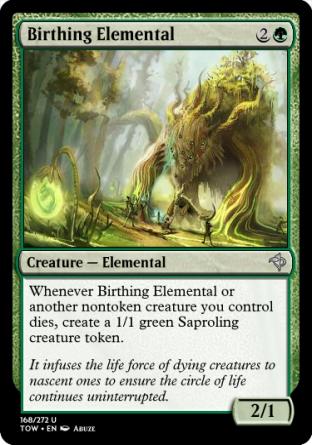 Birthing Elemental 2
Creature — Elemental
Whenever Birthing Elemental or
another nontoken creature you control
dies, create a 1/1 green Saproling
creature token.
It infuses the life force of dying creatures to
nascent ones to ensure the circle of life
continues uninterrupted.
2/1
168/272 U
TOW • EN Abuze